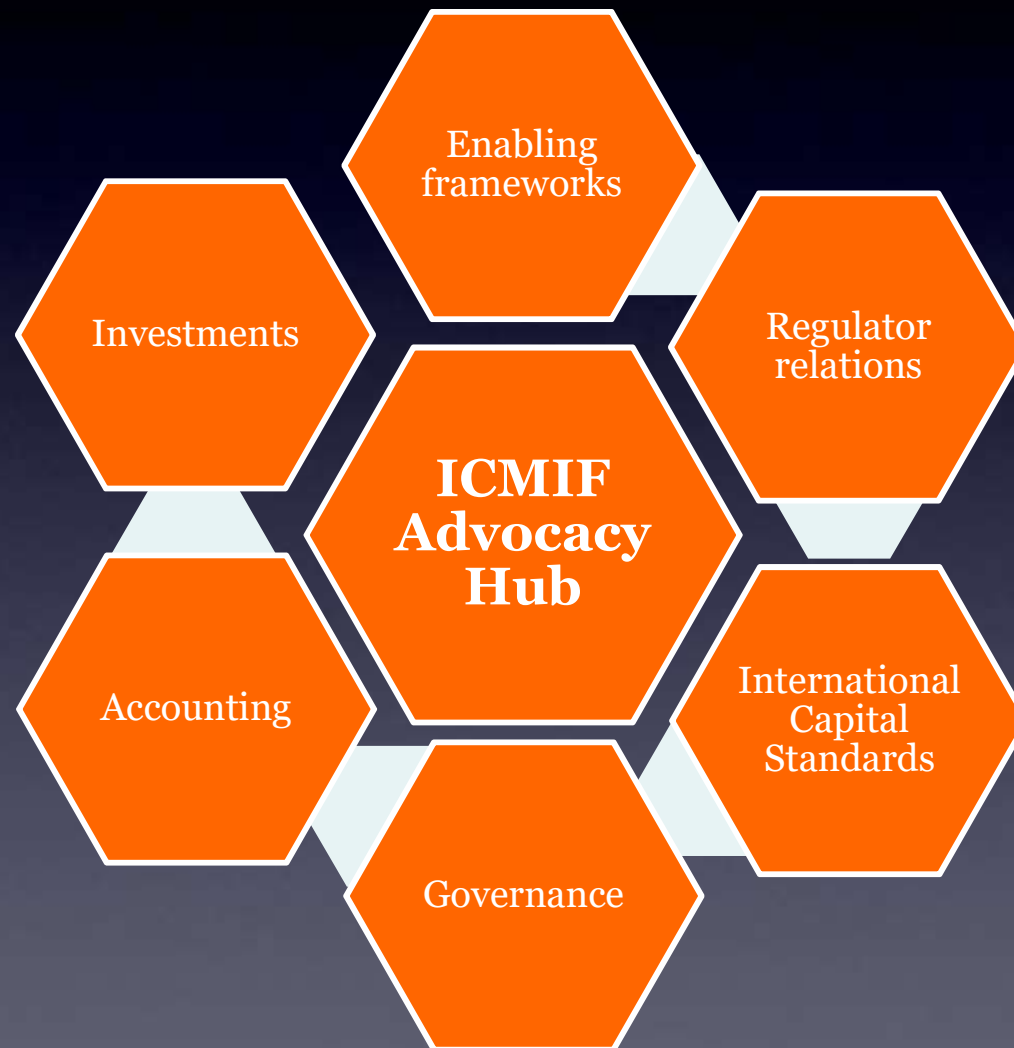 Enabling
frameworks
Regulator
relations
International
Capital
Standards
Governance
Accounting
Investments
ICMIF
Advocacy
Hub